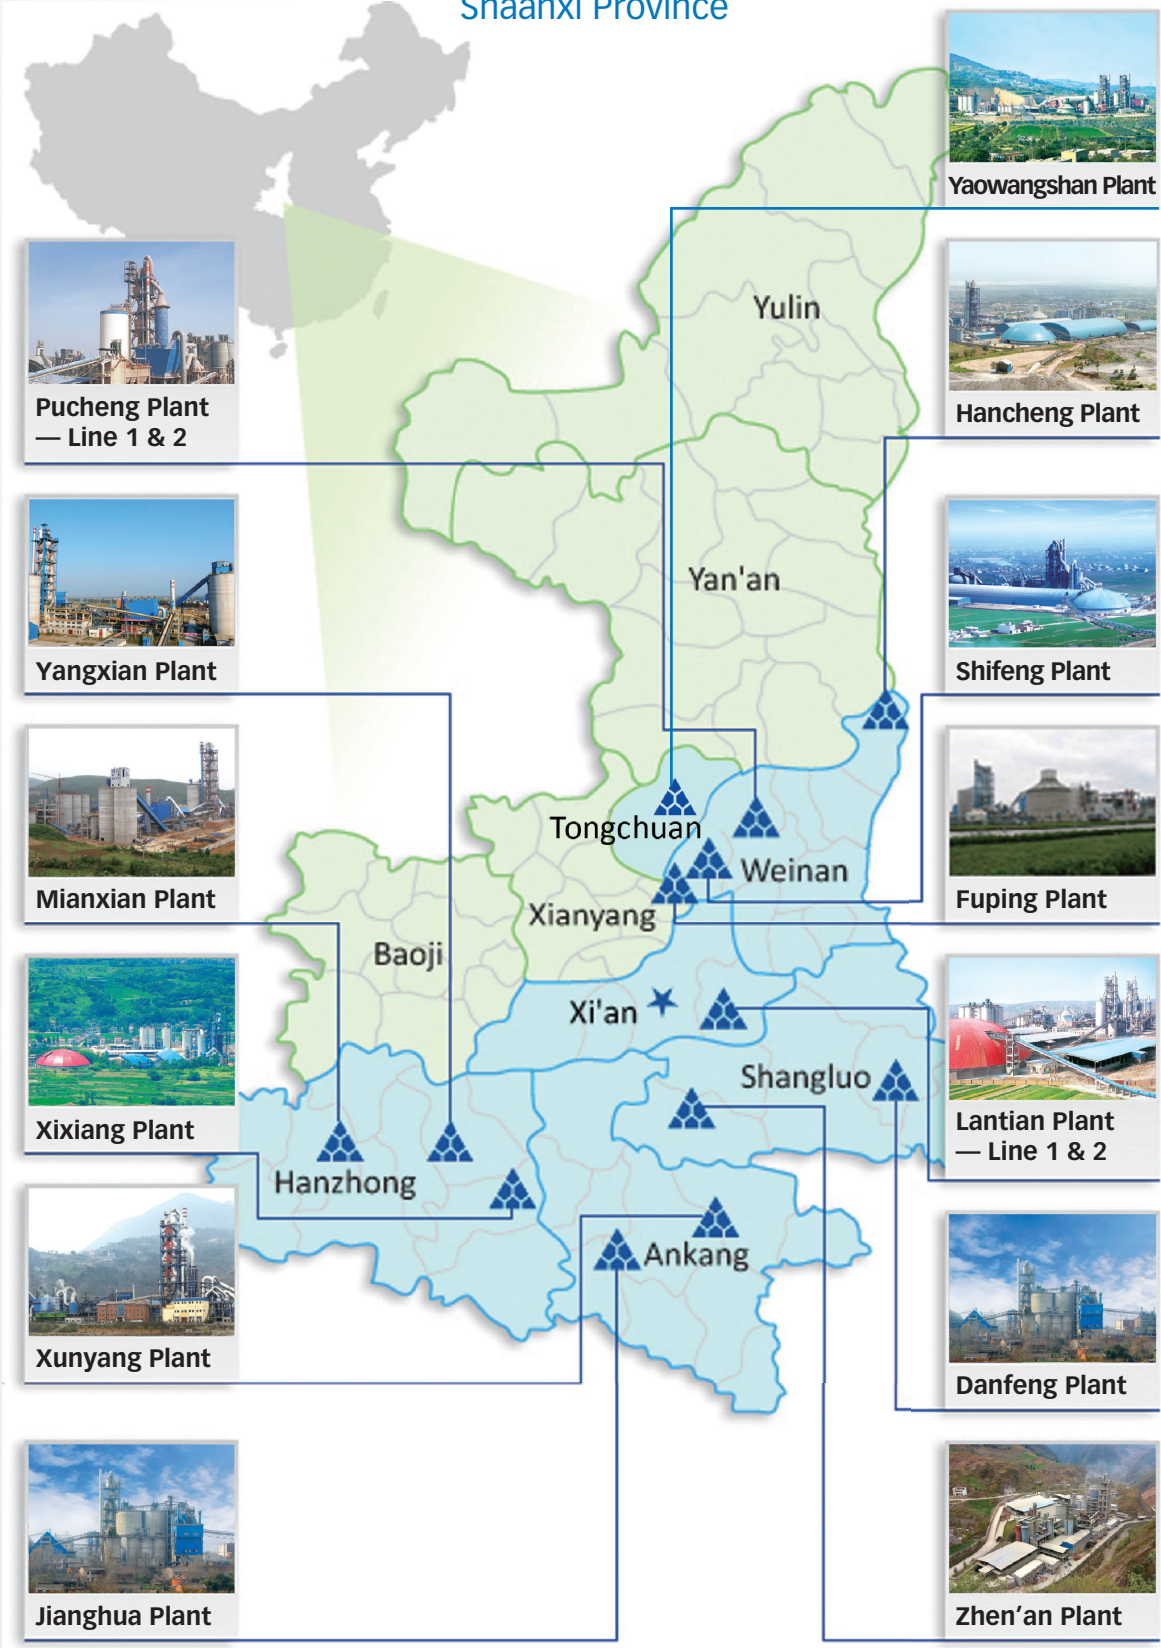 Shaanxi Province
Yaowangshan Plant
Hancheng Plant
Shifeng Plant
Fuping Plant
Lantian Plant
— Line 1 & 2
Danfeng Plant
Zhen’an Plant
Pucheng Plant
— Line 1 & 2
Yangxian Plant
Mianxian Plant
Xixiang Plant
Xunyang Plant
Jianghua Plant
Yulin
Yan'an
Tongchuan
Weinan
Xianyang
Baoji
Xi'an
Shangluo
Hanzhong
Ankang